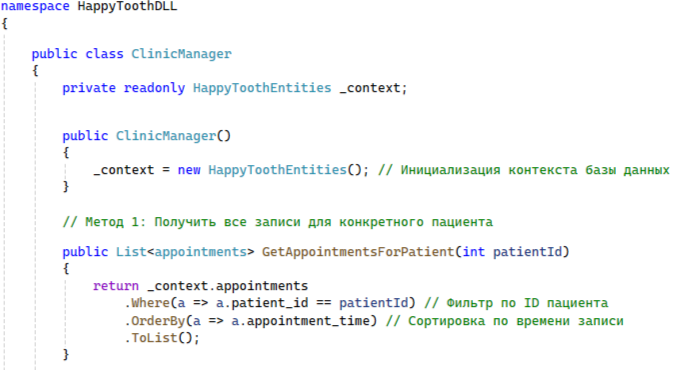 namespace HappyToothDLL
{
public class ClinicManager
{
private readonly HappyToothEntities _context;
public ClinicManager()
{
_context = new HappyToothEntities(); // Инициализация контекста базы данных
}
// Метод 1: Получить все записи для конкретного пациента
public List<appointments> GetAppointmentsForPatient(int patientId)
{
return _context.appointments
.Where(a => a.patient_id == patientId) // Фильтр по ID пациента
.OrderBy(a => a.appointment_time) // Сортировка по времени записи
.ToList();
}